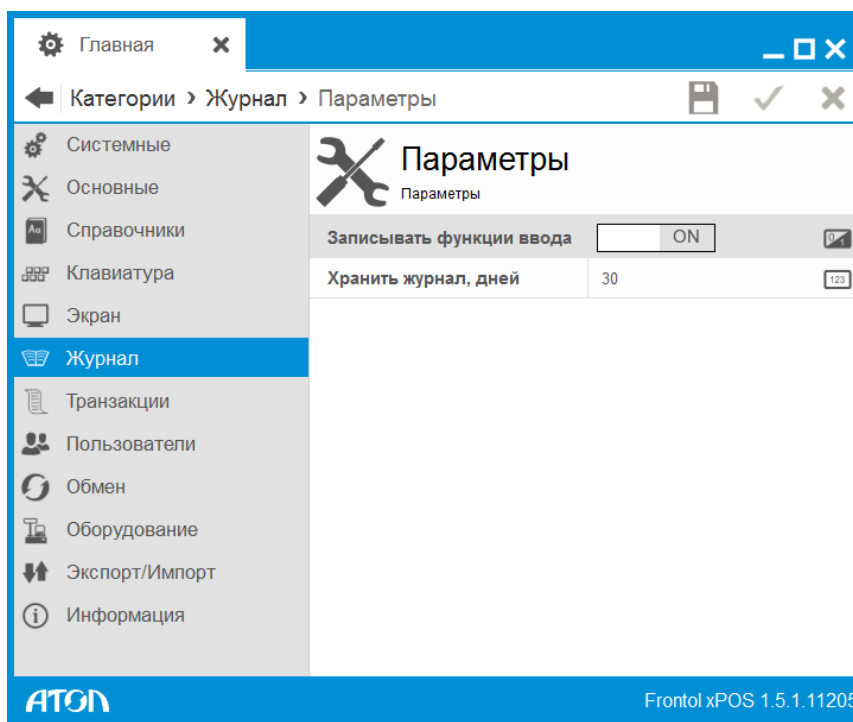 Главная
Категории › Журнал › Параметры
Системные
Основные
Справочники
Клавиатура
Экран
Журнал
Транзакции
Пользователи
Обмен
Оборудование
Экспорт/Импорт
Информация
Параметры
Параметры
Записывать функции ввода ON
Хранить журнал, дней 30 123
ATOL
Frontol xPOS 1.5.1.11205